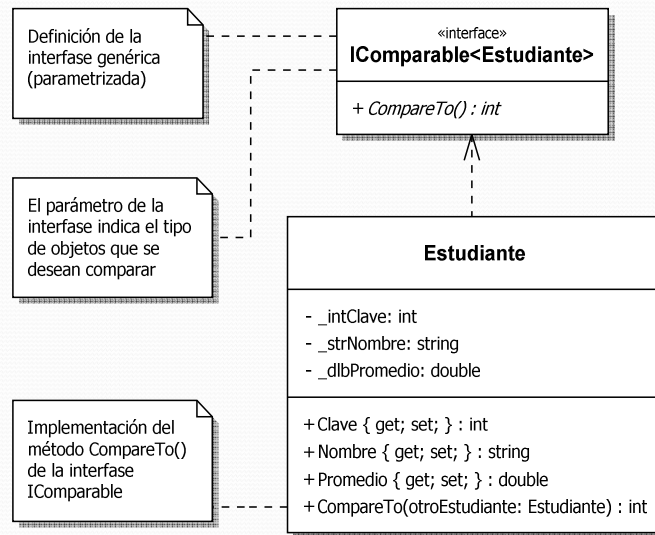 Definición de la
interfase genérica
(parametrizada)
«interface»
IComparable<Estudiante>
+ CompareTo() : int
El parámetro de la
interfase indica el tipo
de objetos que se
desean comparar
Estudiante
- _intClave: int
- _strNombre: string
- _dlbPromedio: double
+ Clave { get; set; } : int
+ Nombre { get; set; } : string
+ Promedio { get; set; } : double
+ CompareTo(otroEstudiante: Estudiante) : int
Implementación del
método CompareTo()
de la interfase
IComparable